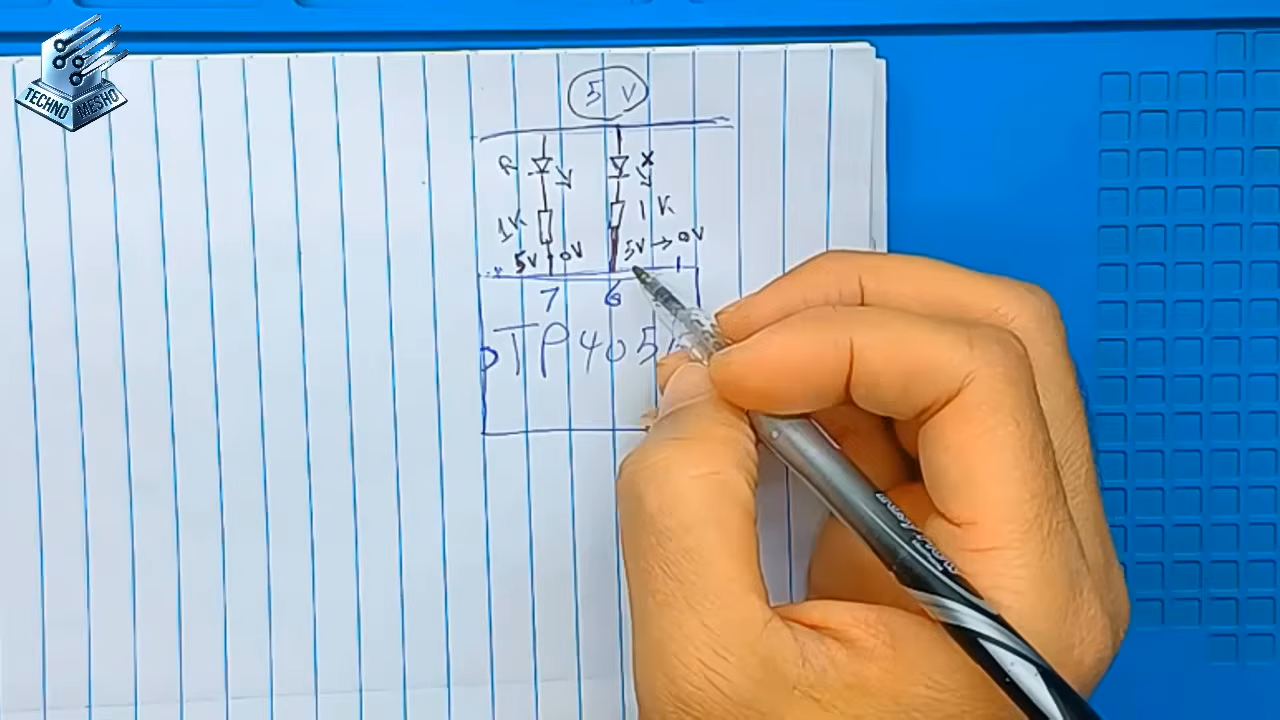 TECHNO MESHO
5 V
R
1K 1K
5V 0V 5V → 0V
7 6
TP405